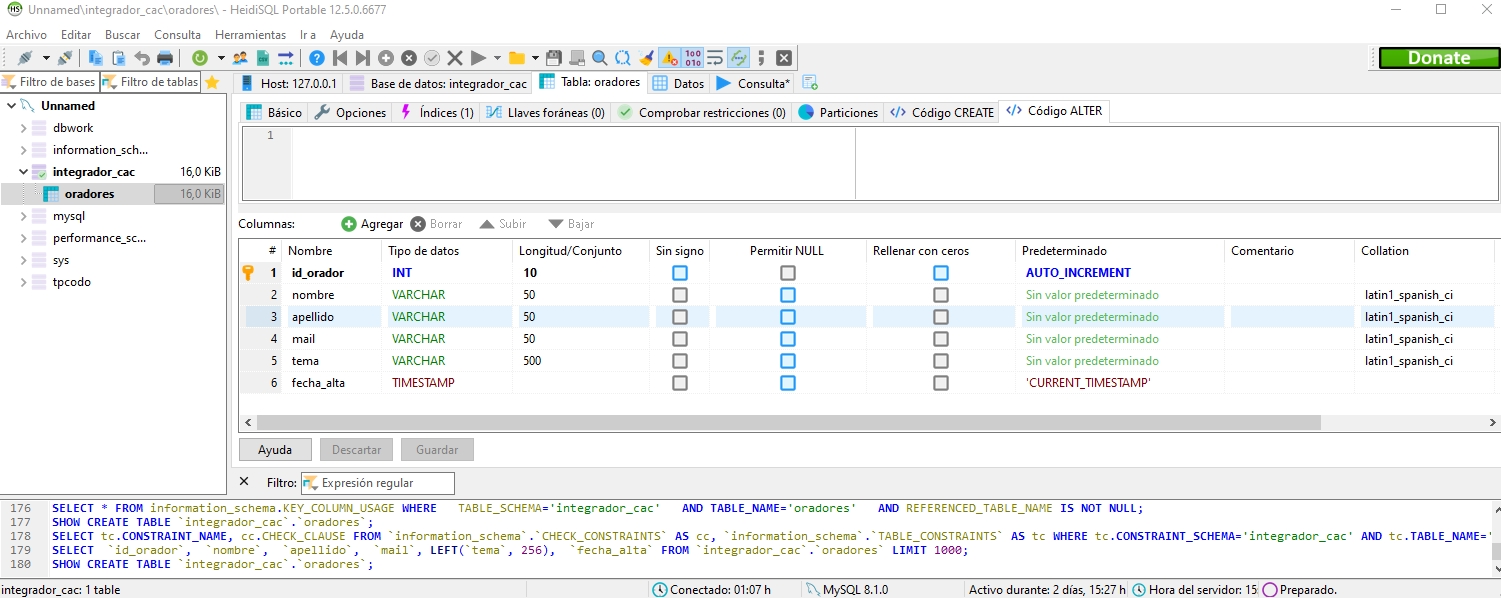 Unnamed\integrador_cac\oradores\ - HeidiSQL Portable 12.5.0.6677
Archivo Editar Buscar Consulta Herramientas Ir a Ayuda
Donate
Filtro de bases Filtro de tablas Host: 127.0.0.1 Base de datos: integrador_cac Tabla: oradores Datos Consulta*
Unnamed
dbwork
information_sch...
integrador_cac 16,0 KiB
oradores 16,0 KiB
mysql
performance_sc...
sys
tpcodo
Básico Opciones Índices (1) Llaves foráneas (0) Comprobar restricciones (0) Particiones Código CREATE Código ALTER
1
Columnas: Agregar Borrar Subir Bajar
# Nombre Tipo de datos Longitud/Conjunto Sin signo Permitir NULL Rellenar con ceros Predeterminado Comentario Collation
1 id_orador INT 10 AUTO_INCREMENT
2 nombre VARCHAR 50 Sin valor predeterminado latin1_spanish_ci
3 apellido VARCHAR 50 Sin valor predeterminado latin1_spanish_ci
4 mail VARCHAR 50 Sin valor predeterminado latin1_spanish_ci
5 tema VARCHAR 500 Sin valor predeterminado latin1_spanish_ci
6 fecha_alta TIMESTAMP 'CURRENT_TIMESTAMP'
Ayuda Descartar Guardar
Filtro: Expresión regular
176 SELECT * FROM information_schema.KEY_COLUMN_USAGE WHERE TABLE_SCHEMA='integrador_cac' AND TABLE_NAME='oradores' AND REFERENCED_TABLE_NAME IS NOT NULL;
177 SHOW CREATE TABLE `integrador_cac`.`oradores`;
178 SELECT tc.CONSTRAINT_NAME, cc.CHECK_CLAUSE FROM `information_schema`.`CHECK_CONSTRAINTS` AS cc, `information_schema`.`TABLE_CONSTRAINTS` AS tc WHERE tc.CONSTRAINT_SCHEMA='integrador_cac' AND tc.TABLE_NAME='
179 SELECT `id_orador`, `nombre`, `apellido`, `mail`, LEFT(`tema`, 256), `fecha_alta` FROM `integrador_cac`.`oradores` LIMIT 1000;
180 SHOW CREATE TABLE `integrador_cac`.`oradores`;
integrador_cac: 1 table Conectado: 01:07 h MySQL 8.1.0 Activo durante: 2 días, 15:27 h Hora del servidor: 15: Preparado.